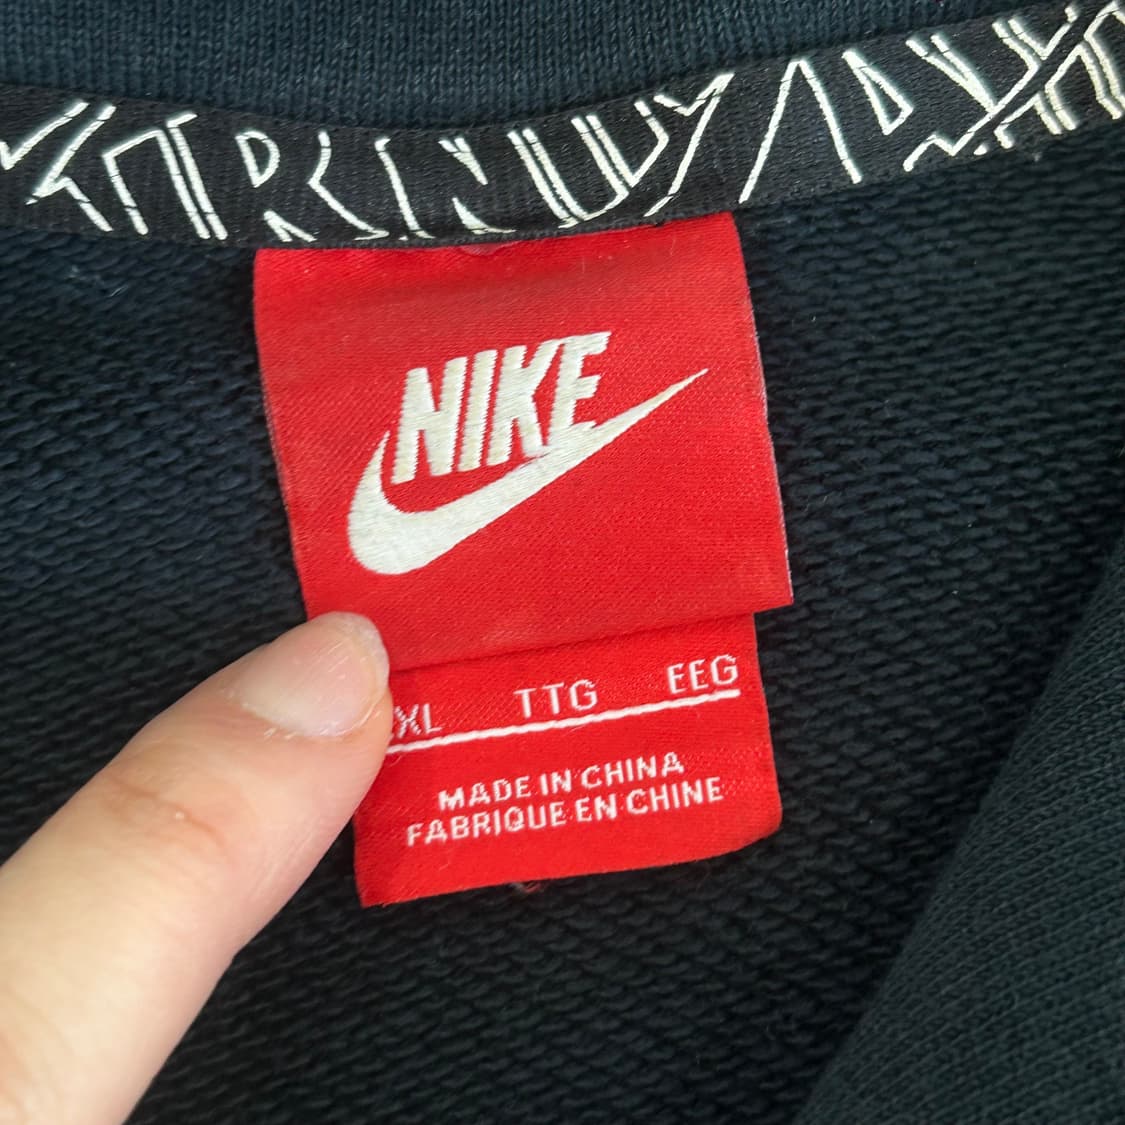 NIKE
XL TTG EEG
MADE IN CHINA
FABRIQUE EN CHINE